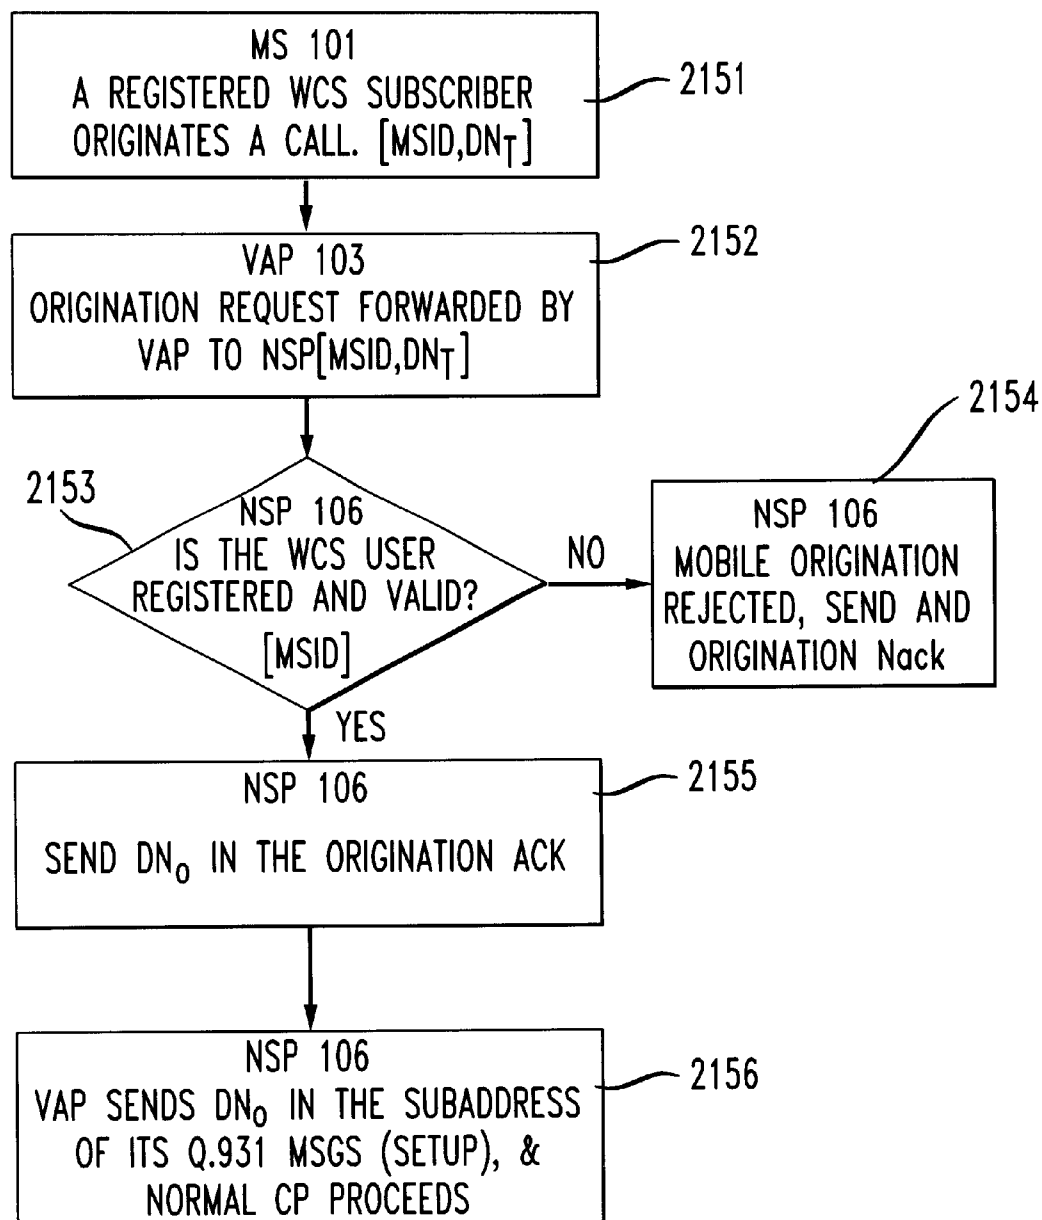 MS 101
A REGISTERED WCS SUBSCRIBER
ORIGINATES A CALL. [MSID,DN_T]
2151
VAP 103
ORIGINATION REQUEST FORWARDED BY
VAP TO NSP[MSID,DN_T]
2152
2153
NSP 106
IS THE WCS USER
REGISTERED AND VALID?
[MSID]
NO
YES
2154
NSP 106
MOBILE ORIGINATION
REJECTED, SEND AND
ORIGINATION Nack
NSP 106
SEND DN_O IN THE ORIGINATION ACK
2155
NSP 106
VAP SENDS DN_O IN THE SUBADDRESS
OF ITS Q.931 MSGS (SETUP), &
NORMAL CP PROCEEDS
2156